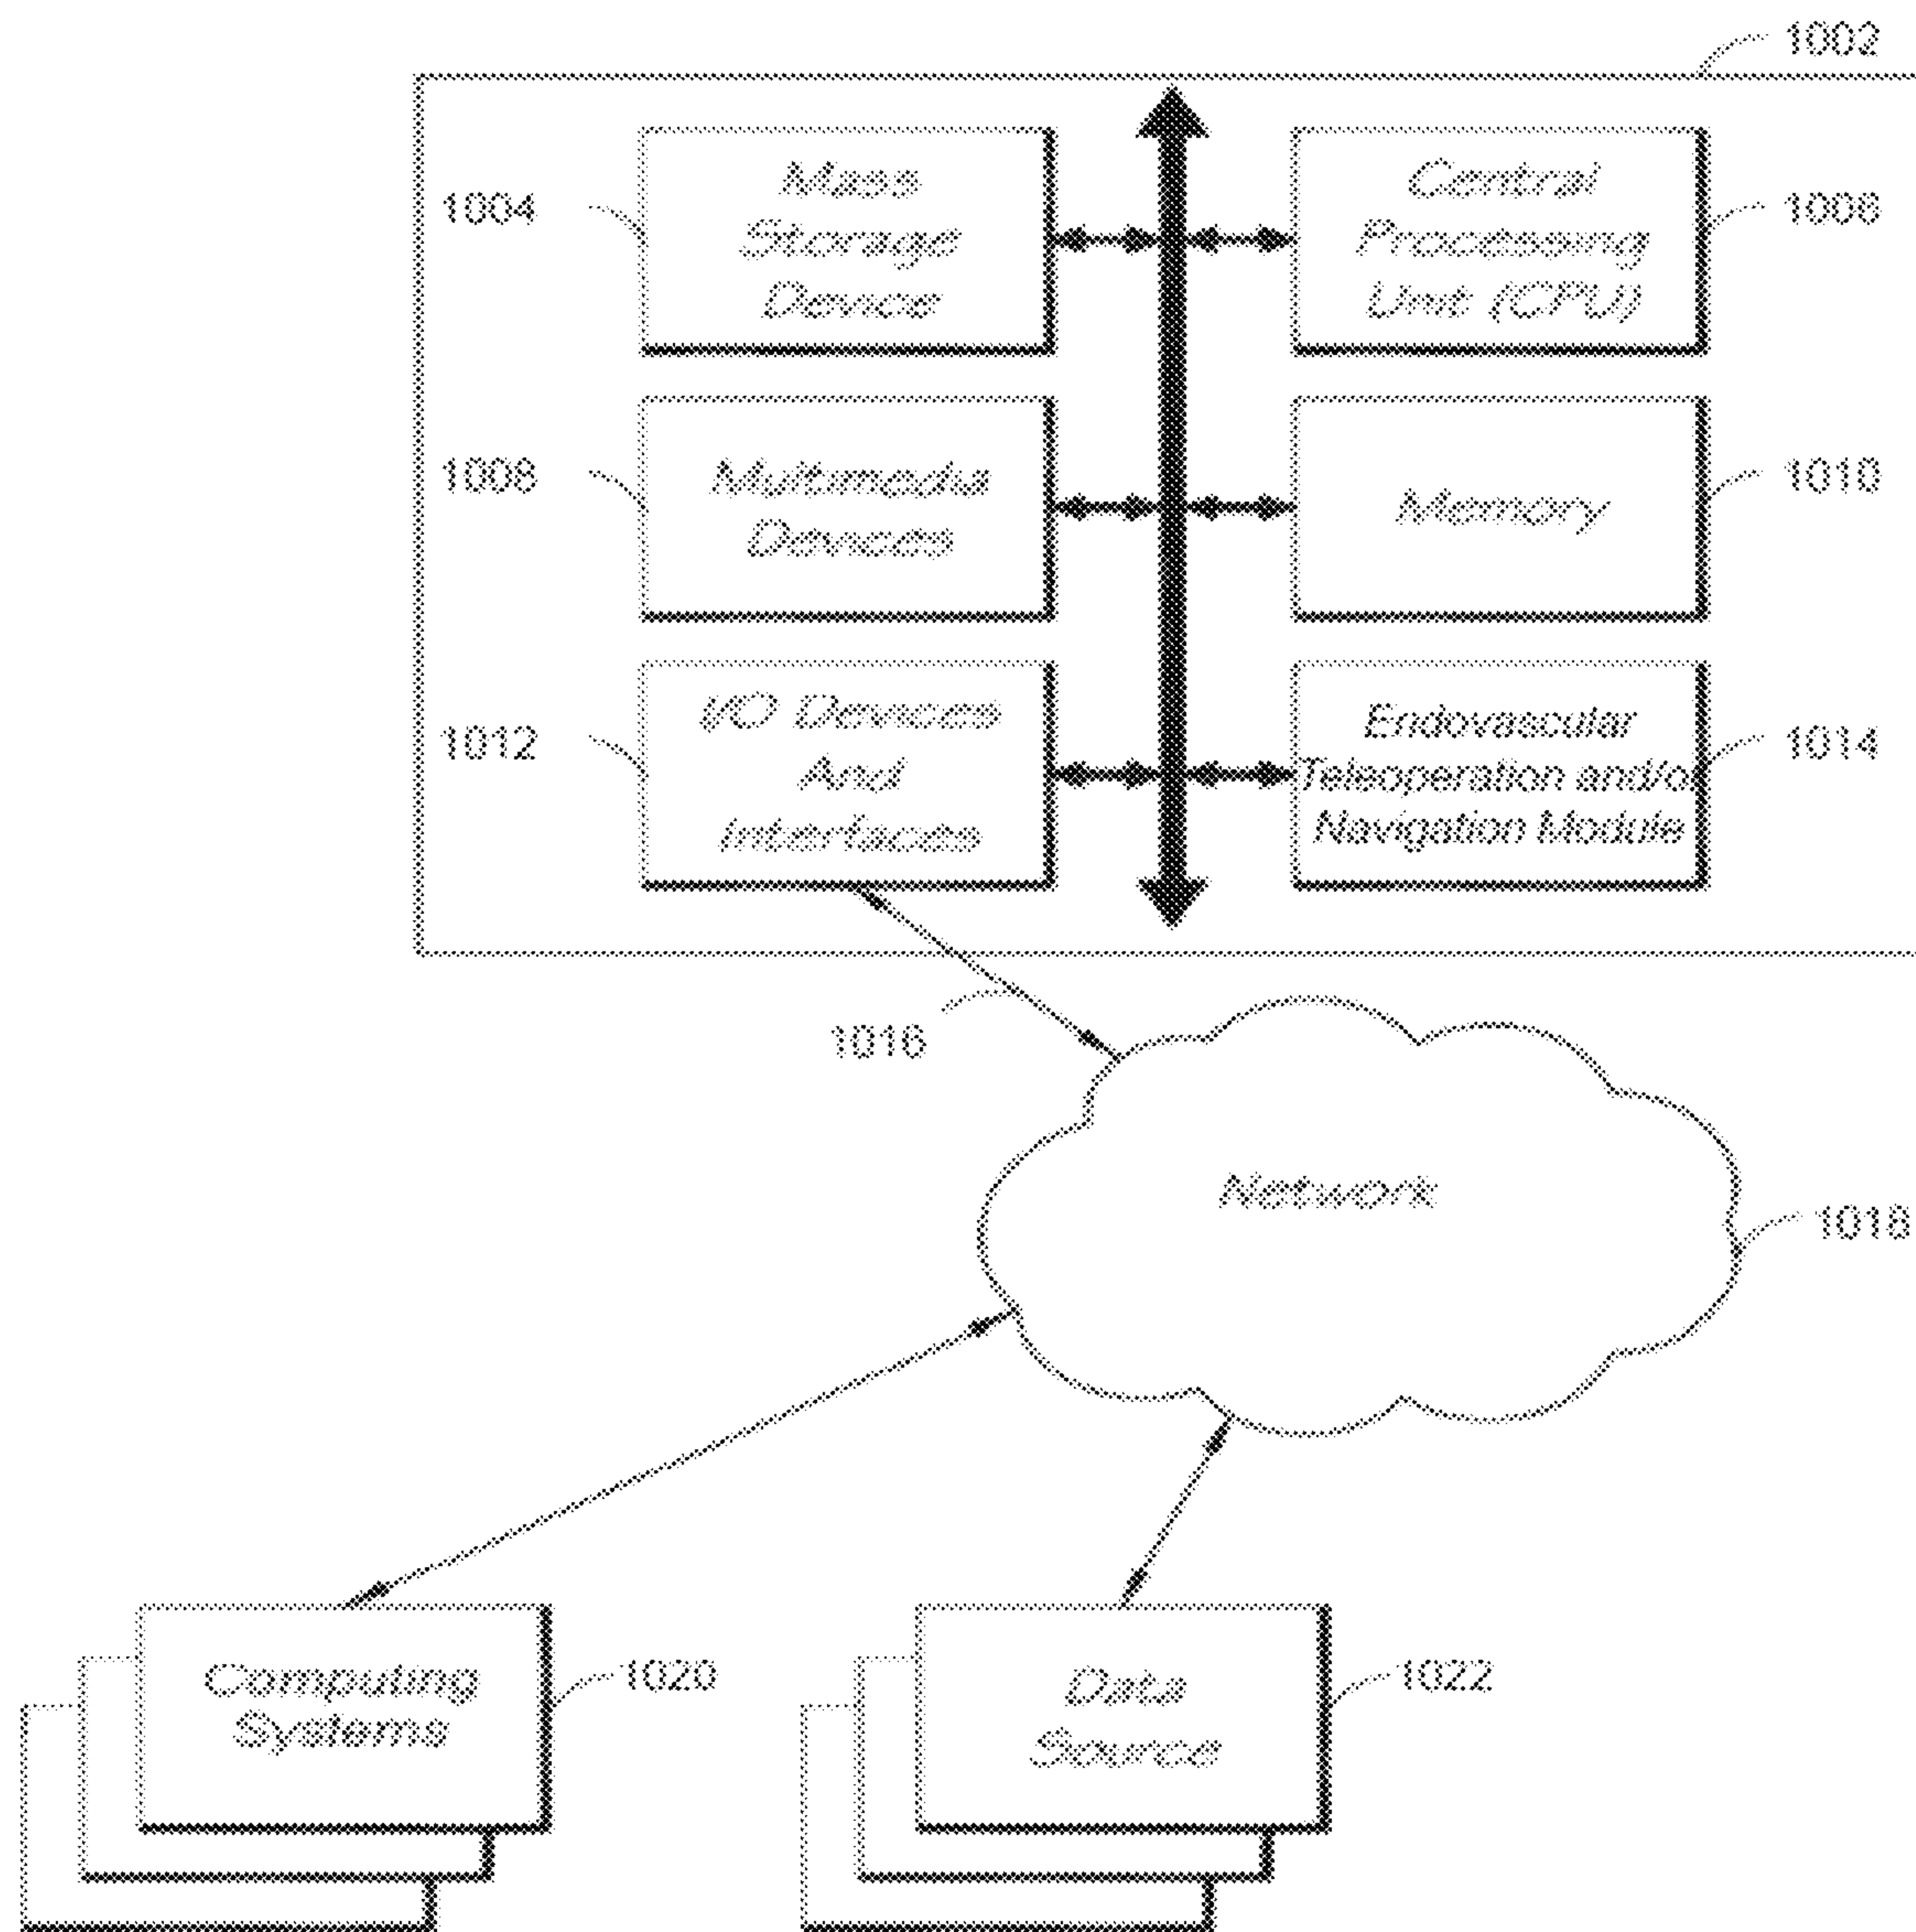 1002
1004
Mass
Storage
Device
Central
Processing
Unit (CPU)
1006
1008
Multimedia
Devices
Memory
1010
1012
I/O Devices
And
Interfaces
Endovascular
Teleoperation and/or
Navigation Module
1014
1016
Network
1018
Computing
Systems
1020
Data
Source
1022